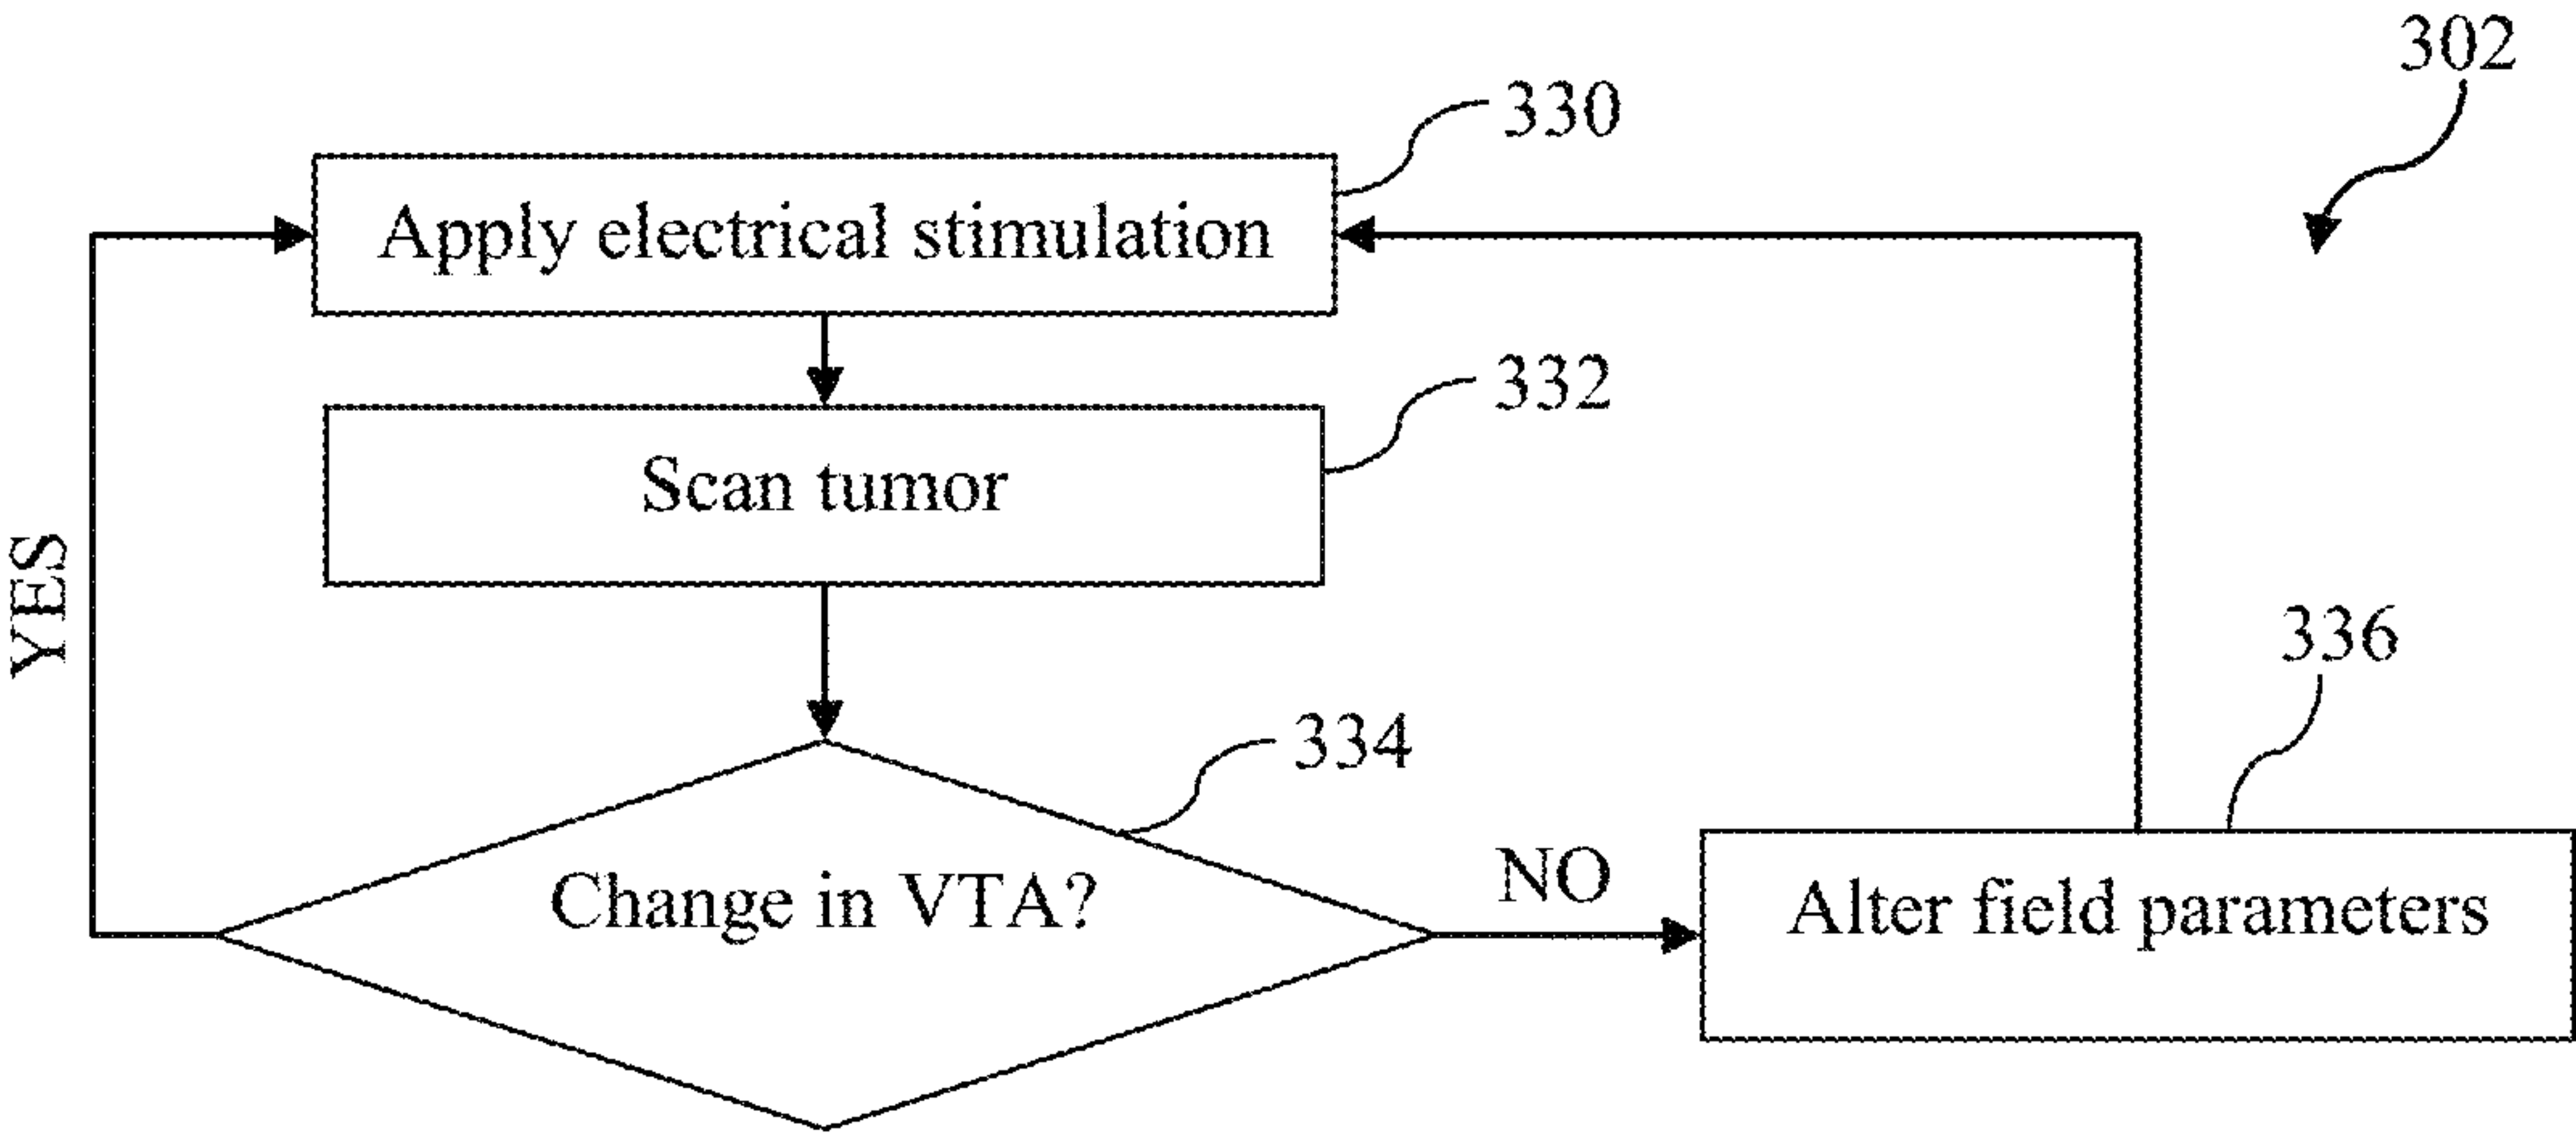 302
330
Apply electrical stimulation
332
Scan tumor
YES
336
334
Change in VTA?
NO
Alter field parameters